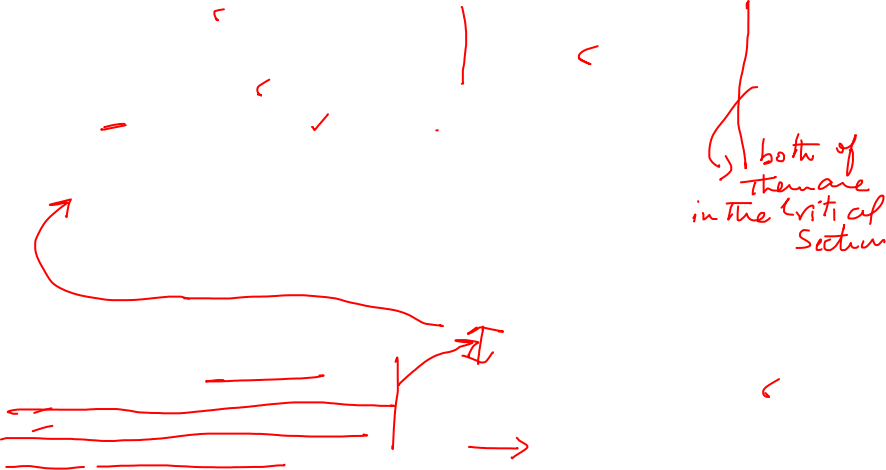 both of
them are
in the critical
Section
I